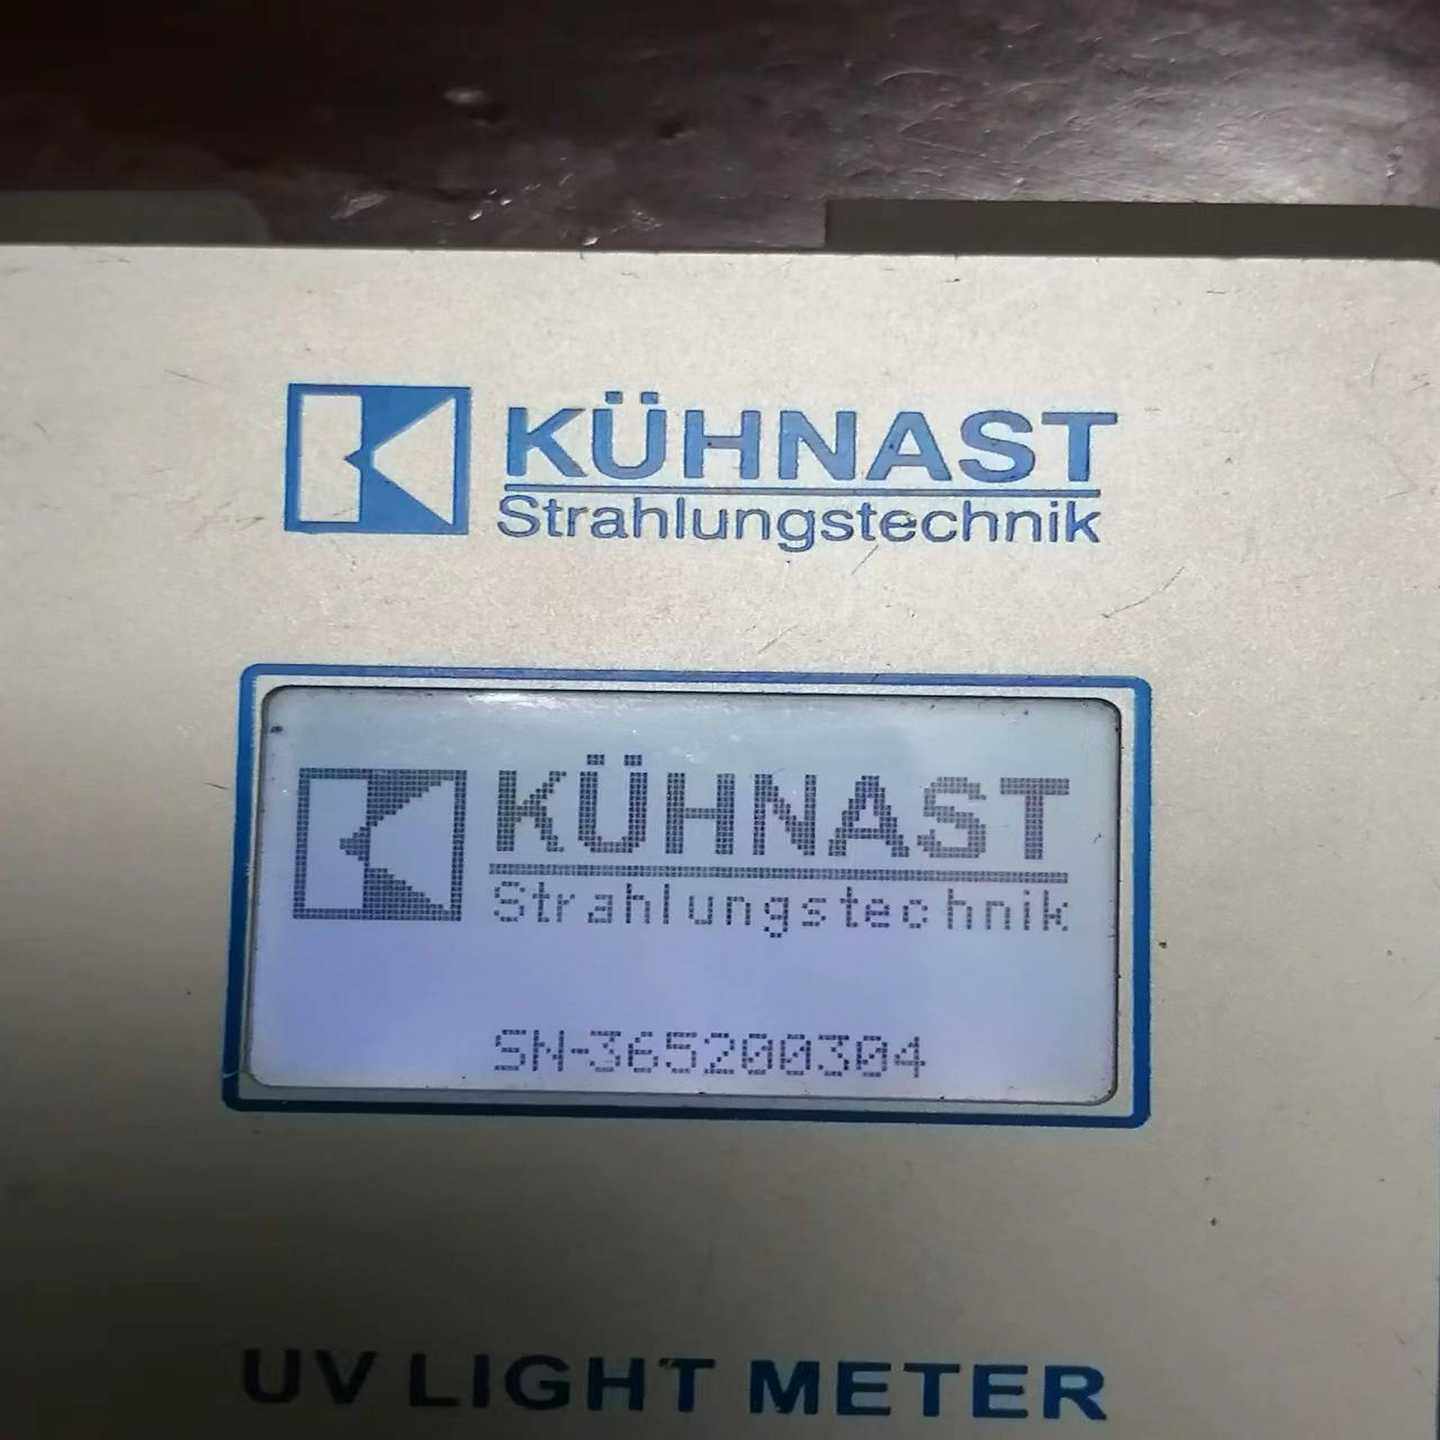 KÜHNAST
Strahlungstechnik
KÜHNAST
Strahlungstechnik
SN-365200304
UV LIGHT METER